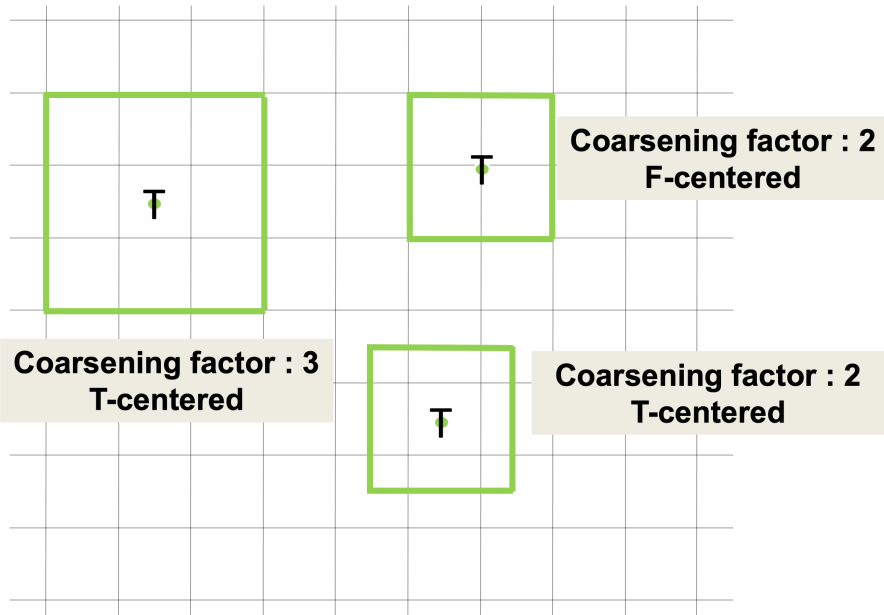 T
T
Coarsening factor : 2
F-centered
Coarsening factor : 3
T-centered
T
Coarsening factor : 2
T-centered